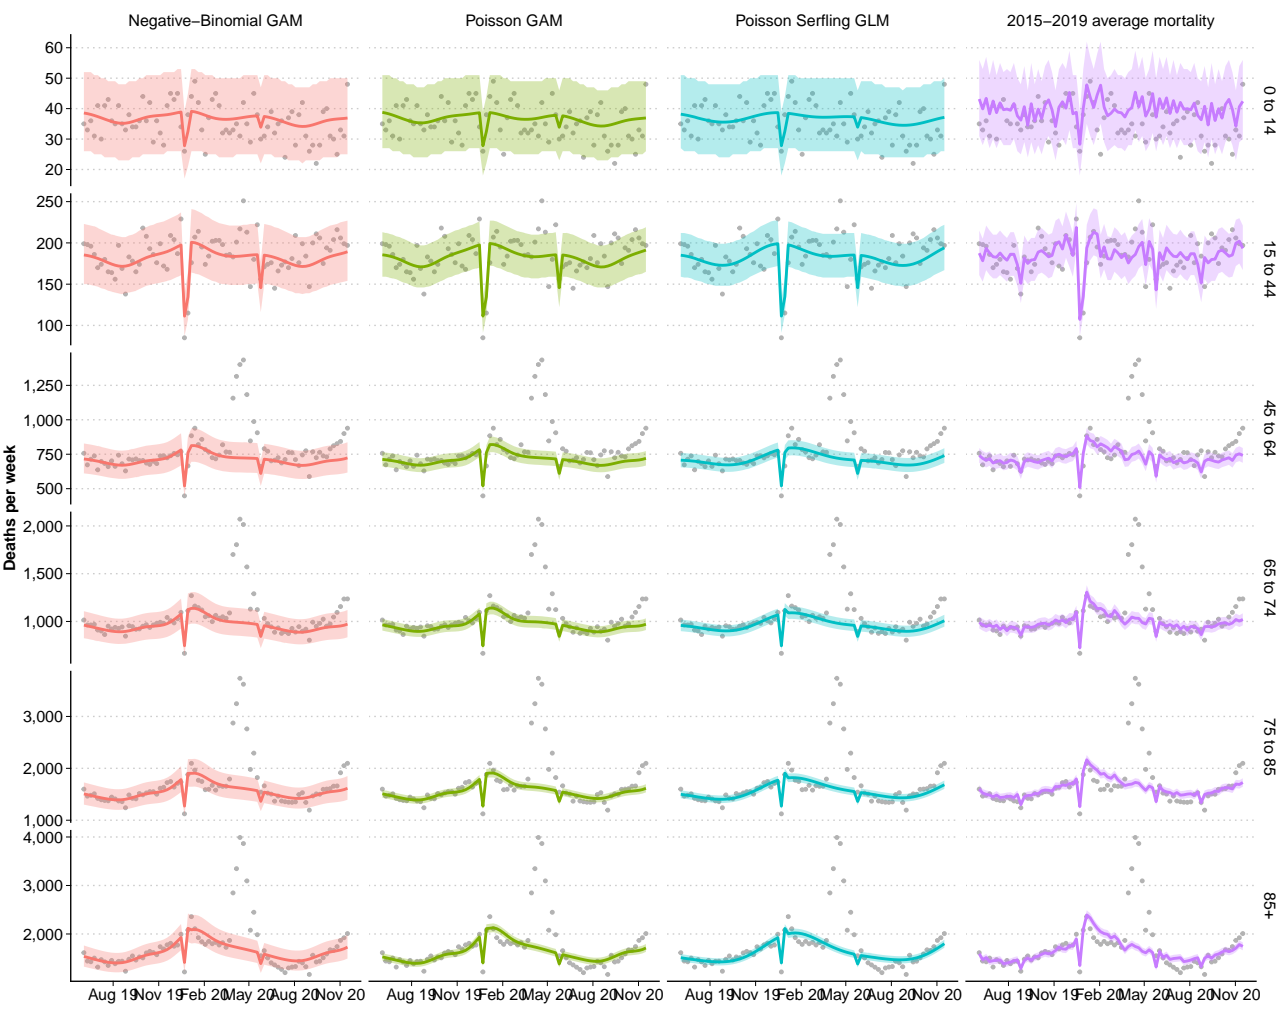 Negative−Binomial GAM
Poisson GAM
Poisson Serfling GLM
2015−2019 average mortality
Deaths per week
60
50
40
30
20
0 to 14
250
200
150
100
15 to 44
1,250
1,000
750
500
45 to 64
2,000
1,500
1,000
65 to 74
3,000
2,000
1,000
75 to 85
4,000
3,000
2,000
85+
Aug 19 Nov 19 Feb 20 May 20 Aug 20 Nov 20
Aug 19 Nov 19 Feb 20 May 20 Aug 20 Nov 20
Aug 19 Nov 19 Feb 20 May 20 Aug 20 Nov 20
Aug 19 Nov 19 Feb 20 May 20 Aug 20 Nov 20